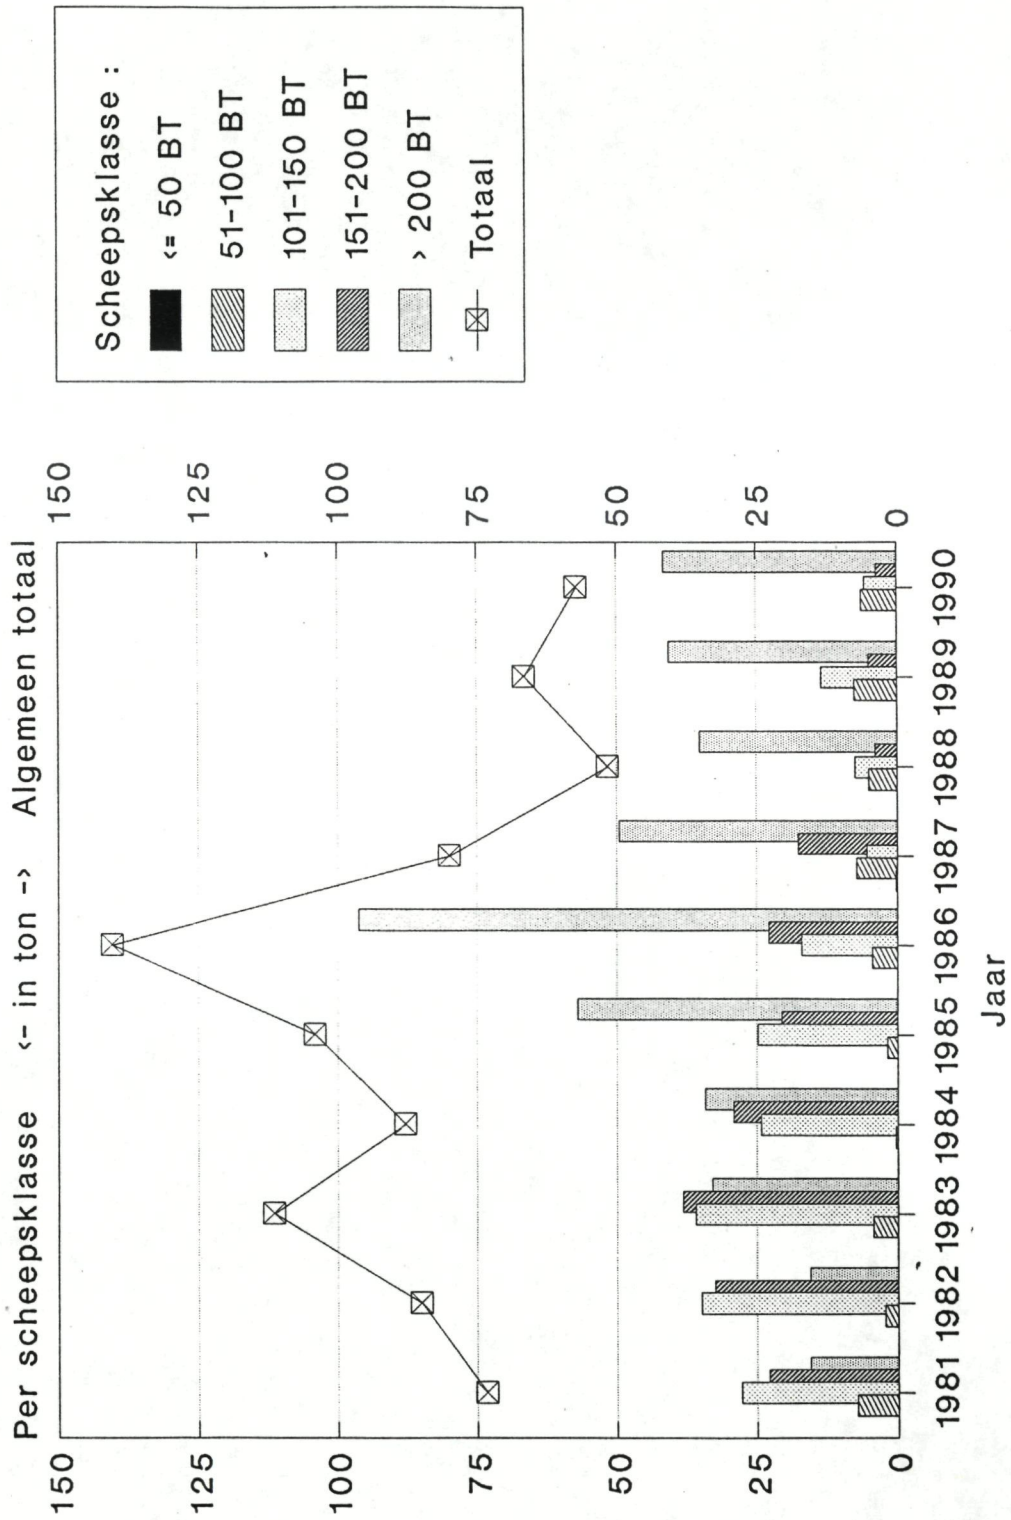 Per scheepsklasse <- in ton -> Algemeen totaal
150
125
100
75
50
25
0
150
125
100
75
50
25
0
1981 1982 1983 1984 1985 1986 1987 1988 1989 1990
Jaar
Scheepsklasse :
<= 50 BT
51-100 BT
101-150 BT
151-200 BT
> 200 BT
Totaal